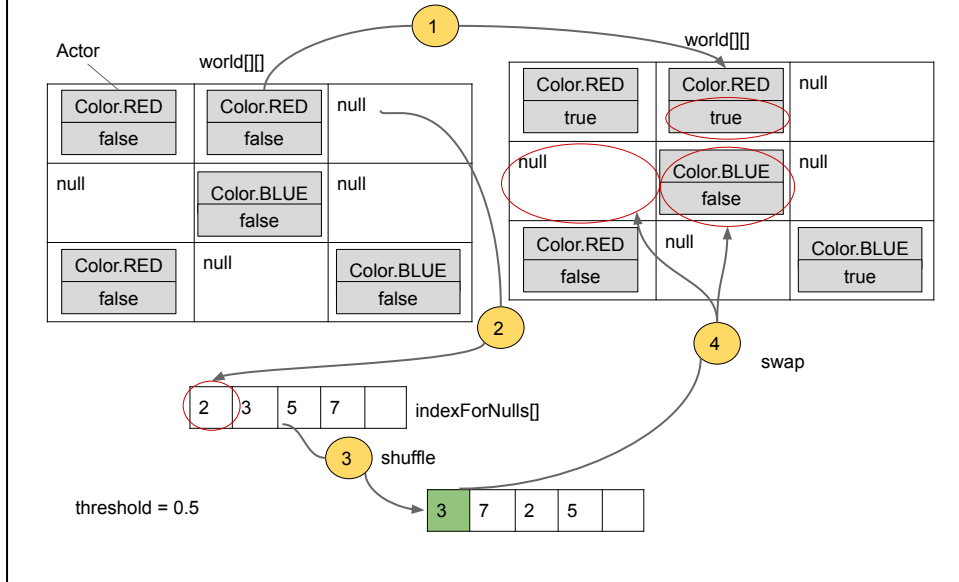 1
Actor
world[][]
world[][]
Color.RED
false
Color.RED
false
null
null
Color.BLUE
false
null
Color.RED
false
null
Color.BLUE
false
Color.RED
true
Color.RED
true
null
null
Color.BLUE
false
null
Color.RED
false
null
Color.BLUE
true
2
4
swap
2 3 5 7
indexForNulls[]
3
shuffle
threshold = 0.5
3 7 2 5